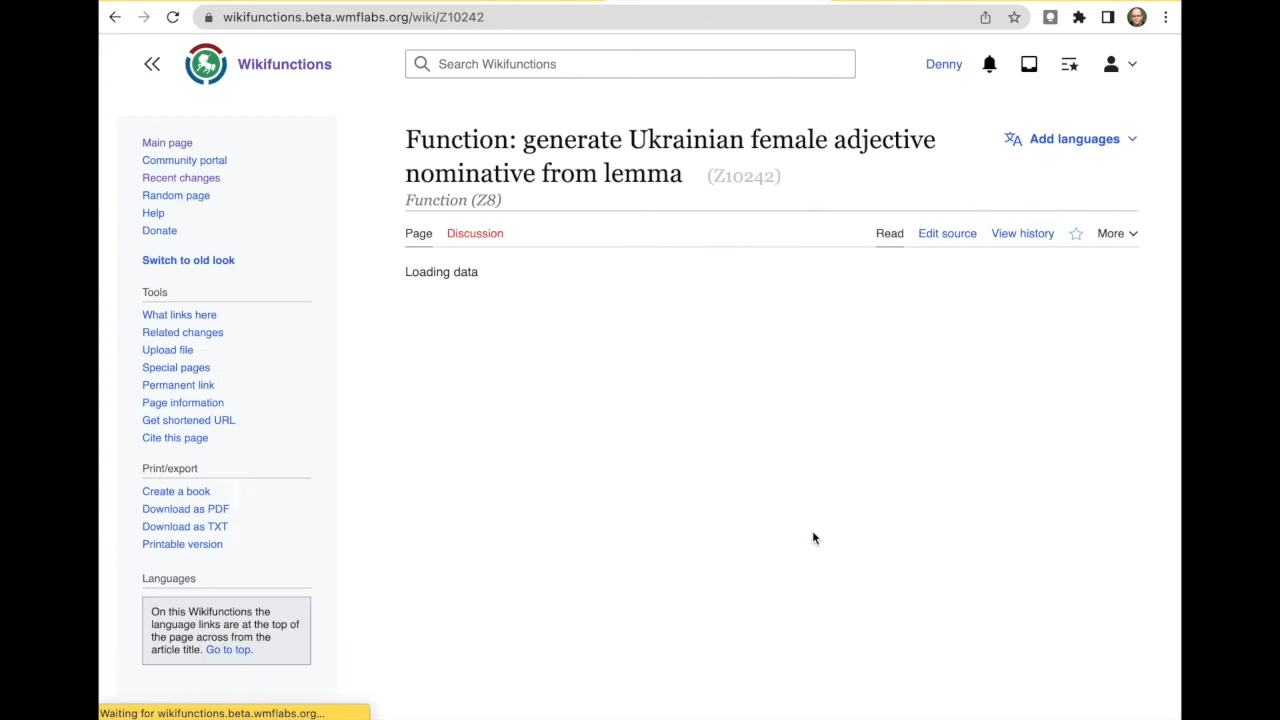 wikifunctions.beta.wmflabs.org/wiki/Z10242
Wikifunctions
Search Wikifunctions
Denny
Main page
Community portal
Recent changes
Random page
Help
Donate
Switch to old look
Tools
What links here
Related changes
Upload file
Special pages
Permanent link
Page information
Get shortened URL
Cite this page
Print/export
Create a book
Download as PDF
Download as TXT
Printable version
Languages
On this Wikifunctions the
language links are at the top of
the page across from the
article title. Go to top.
Function: generate Ukrainian female adjective
nominative from lemma (Z10242)
Add languages
Function (Z8)
Page Discussion Read Edit source View history More
Loading data
Waiting for wikifunctions.beta.wmflabs.org...